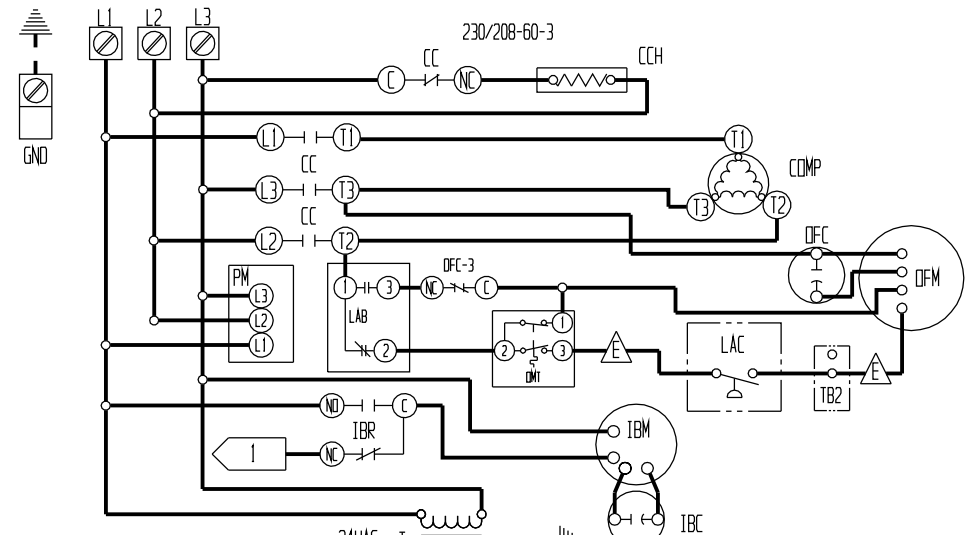 L1 L2 L3
230/208-60-3
CC
CCH
C NC
GND
L1 T1
T1
CC
COMP
L3 T3
T3 T2
CC
L2 T2
OFC
OFC-3
PM
OFM
L3
1 3 NC C
LAB
L2
1
L1
2
2 3
E
LAC
OMT
E
TB2
NO C
IBM
IBR
1
NC
IBC